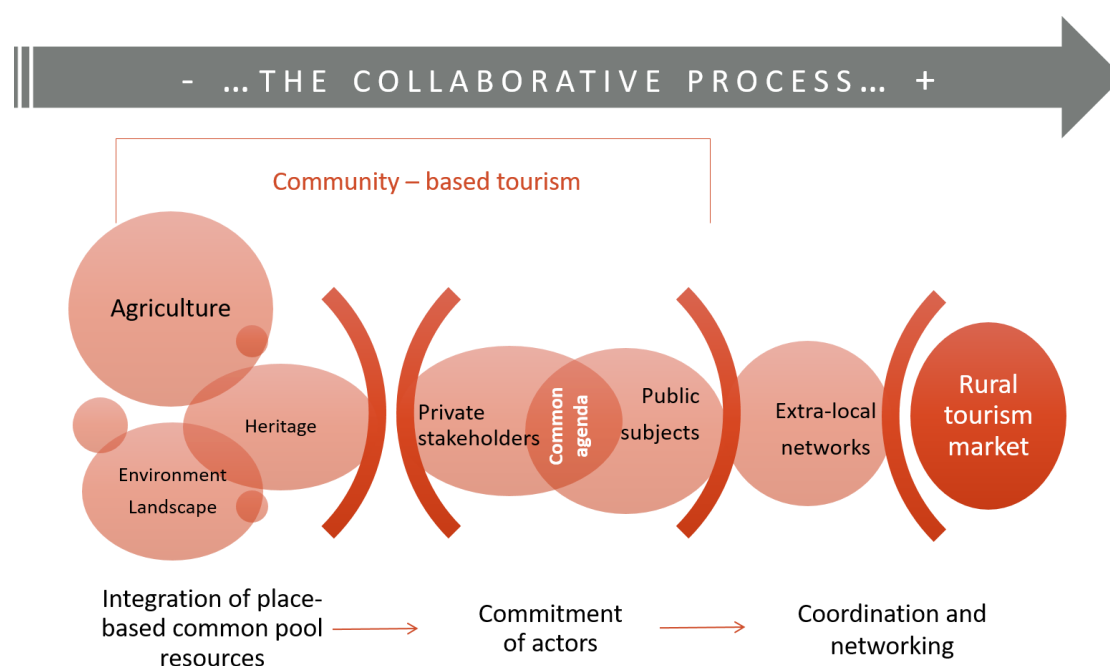 - ...THE COLLABORATIVE PROCESS... +
Community – based tourism
Agriculture
Heritage
Environment
Landscape
Private
stakeholders
Common
agenda
Public
subjects
Extra-local
networks
Rural
tourism
market
Integration of place-
based common pool
resources
Commitment
of actors
Coordination and
networking